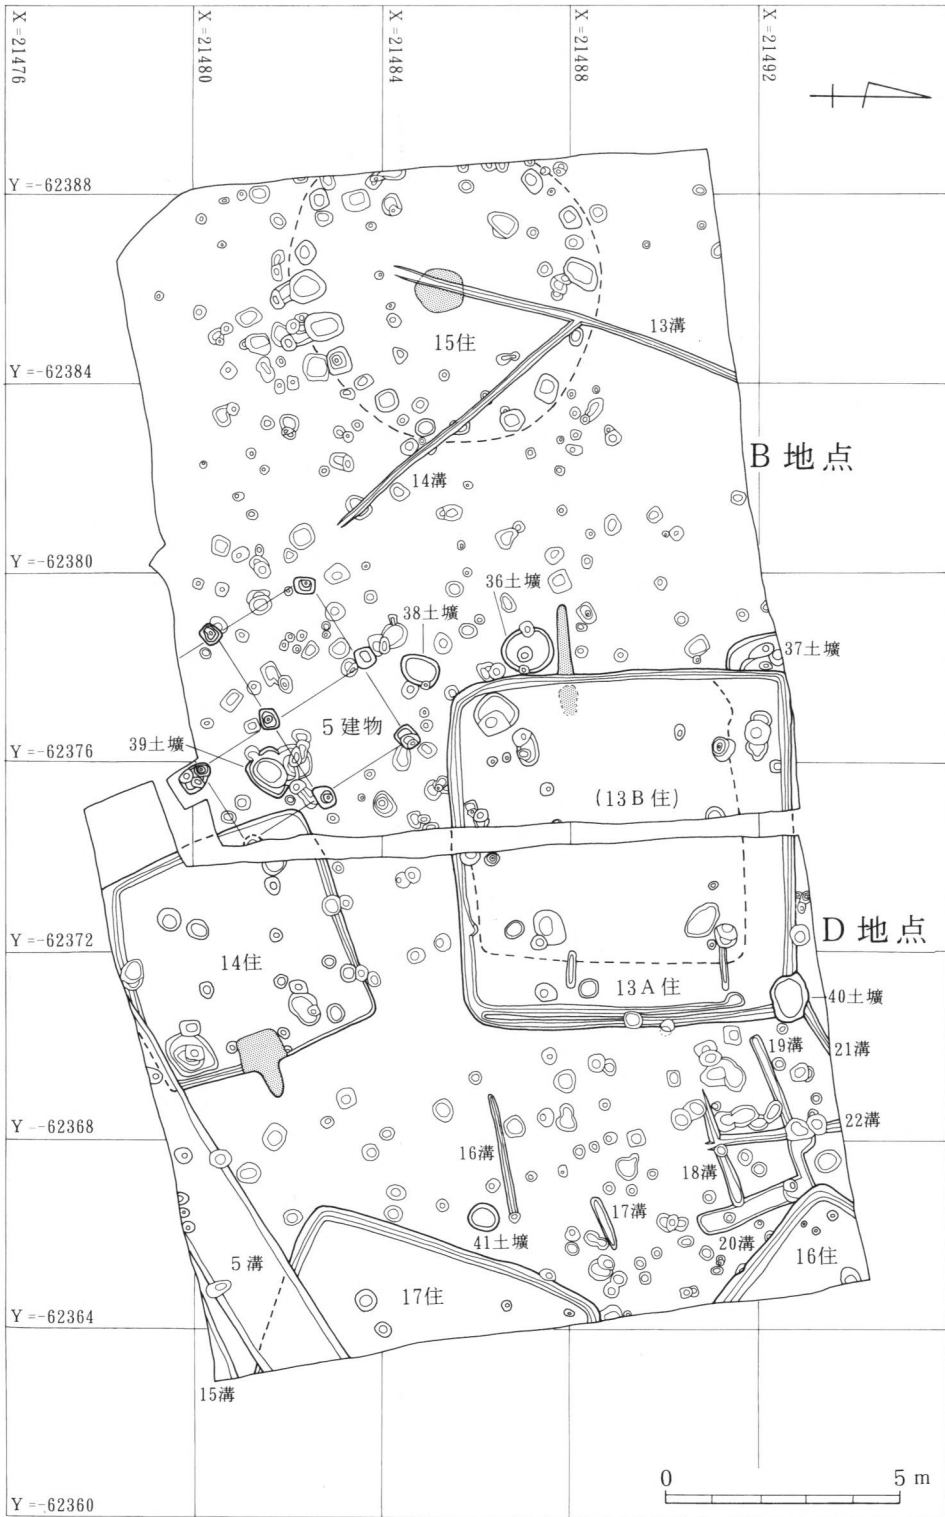 X=21476
X=21480
X=21484
X=21488
X=21492
Y=-62388
13溝
15住
Y=-62384
B 地点
14溝
Y=-62380
36土壙
38土壙
37土壙
5 建物
39土壙
Y=-62376
(13B住)
D 地点
Y=-62372
14住
13A住
40土壙
19溝
21溝
22溝
Y=-62368
16溝
18溝
17溝
41土壙
20溝
5溝
16住
17住
Y=-62364
15溝
0 5 m
Y=-62360